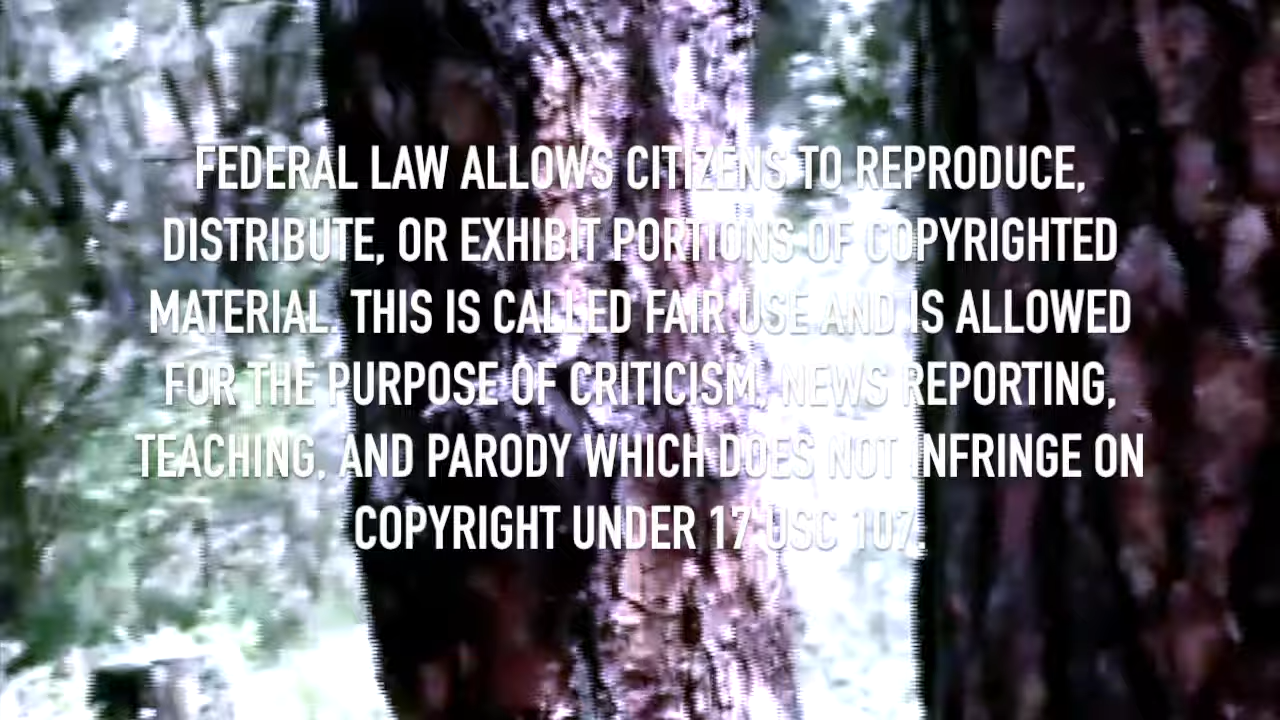 FEDERAL LAW ALLOWS CITIZENS TO REPRODUCE,
DISTRIBUTE, OR EXHIBIT PORTIONS OF COPYRIGHTED
MATERIAL. THIS IS CALLED FAIR USE AND IS ALLOWED
FOR THE PURPOSE OF CRITICISM, NEWS REPORTING,
TEACHING, AND PARODY WHICH DOES NOT INFRINGE ON
COPYRIGHT UNDER 17 USC 107.